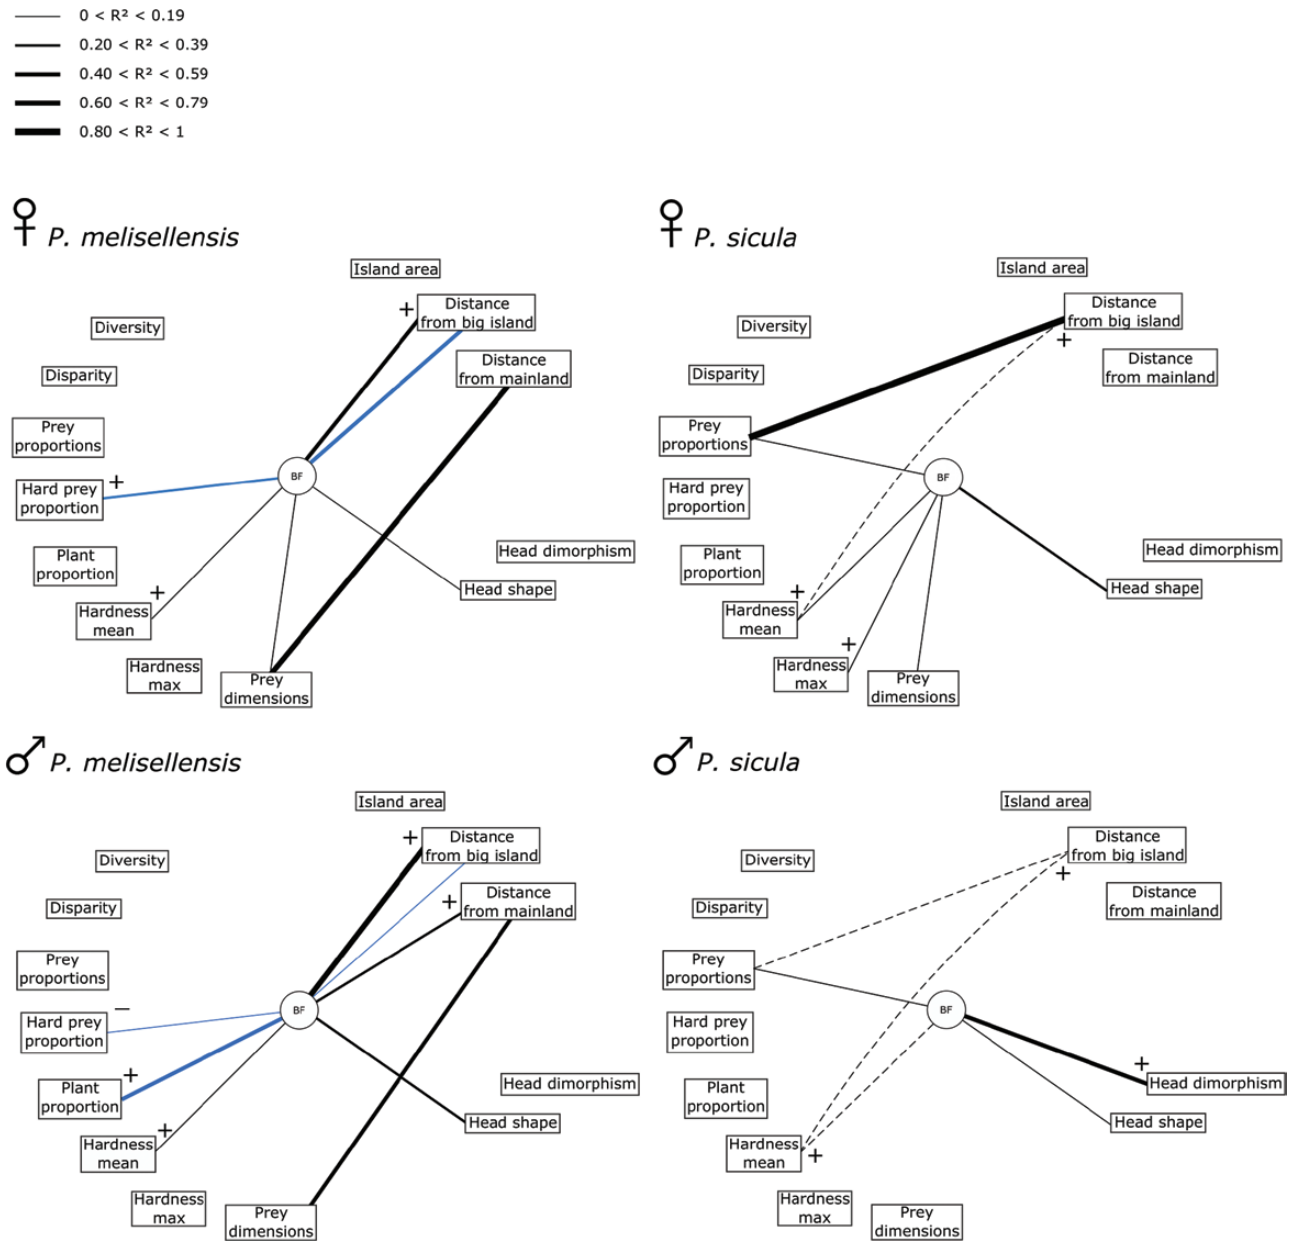 0 < R² < 0.19
0.20 < R² < 0.39
0.40 < R² < 0.59
0.60 < R² < 0.79
0.80 < R² < 1
♀ P. melisellensis
Island area
+
Distance
from big island
Diversity
Distance
from mainland
Disparity
Prey
proportions
BF
+
Hard prey
proportion
Head dimorphism
Plant
proportion
Head shape
+
Hardness
mean
Hardness
max
Prey
dimensions
♀ P. sicula
Island area
Distance
from big island
+
Diversity
Distance
from mainland
Disparity
Prey
proportions
BF
Hard prey
proportion
Head dimorphism
Plant
proportion
Head shape
+
Hardness
mean
+
Hardness
max
Prey
dimensions
♂ P. melisellensis
Island area
+
Distance
from big island
Diversity
+
Distance
from mainland
Disparity
Prey
proportions
BF
−
Hard prey
proportion
+
Plant
proportion
Head dimorphism
Head shape
+
Hardness
mean
Hardness
max
Prey
dimensions
♂ P. sicula
Island area
Distance
from big island
+
Diversity
Distance
from mainland
Disparity
Prey
proportions
BF
Hard prey
proportion
+
Head dimorphism
Plant
proportion
Head shape
Hardness
mean
+
Hardness
max
Prey
dimensions